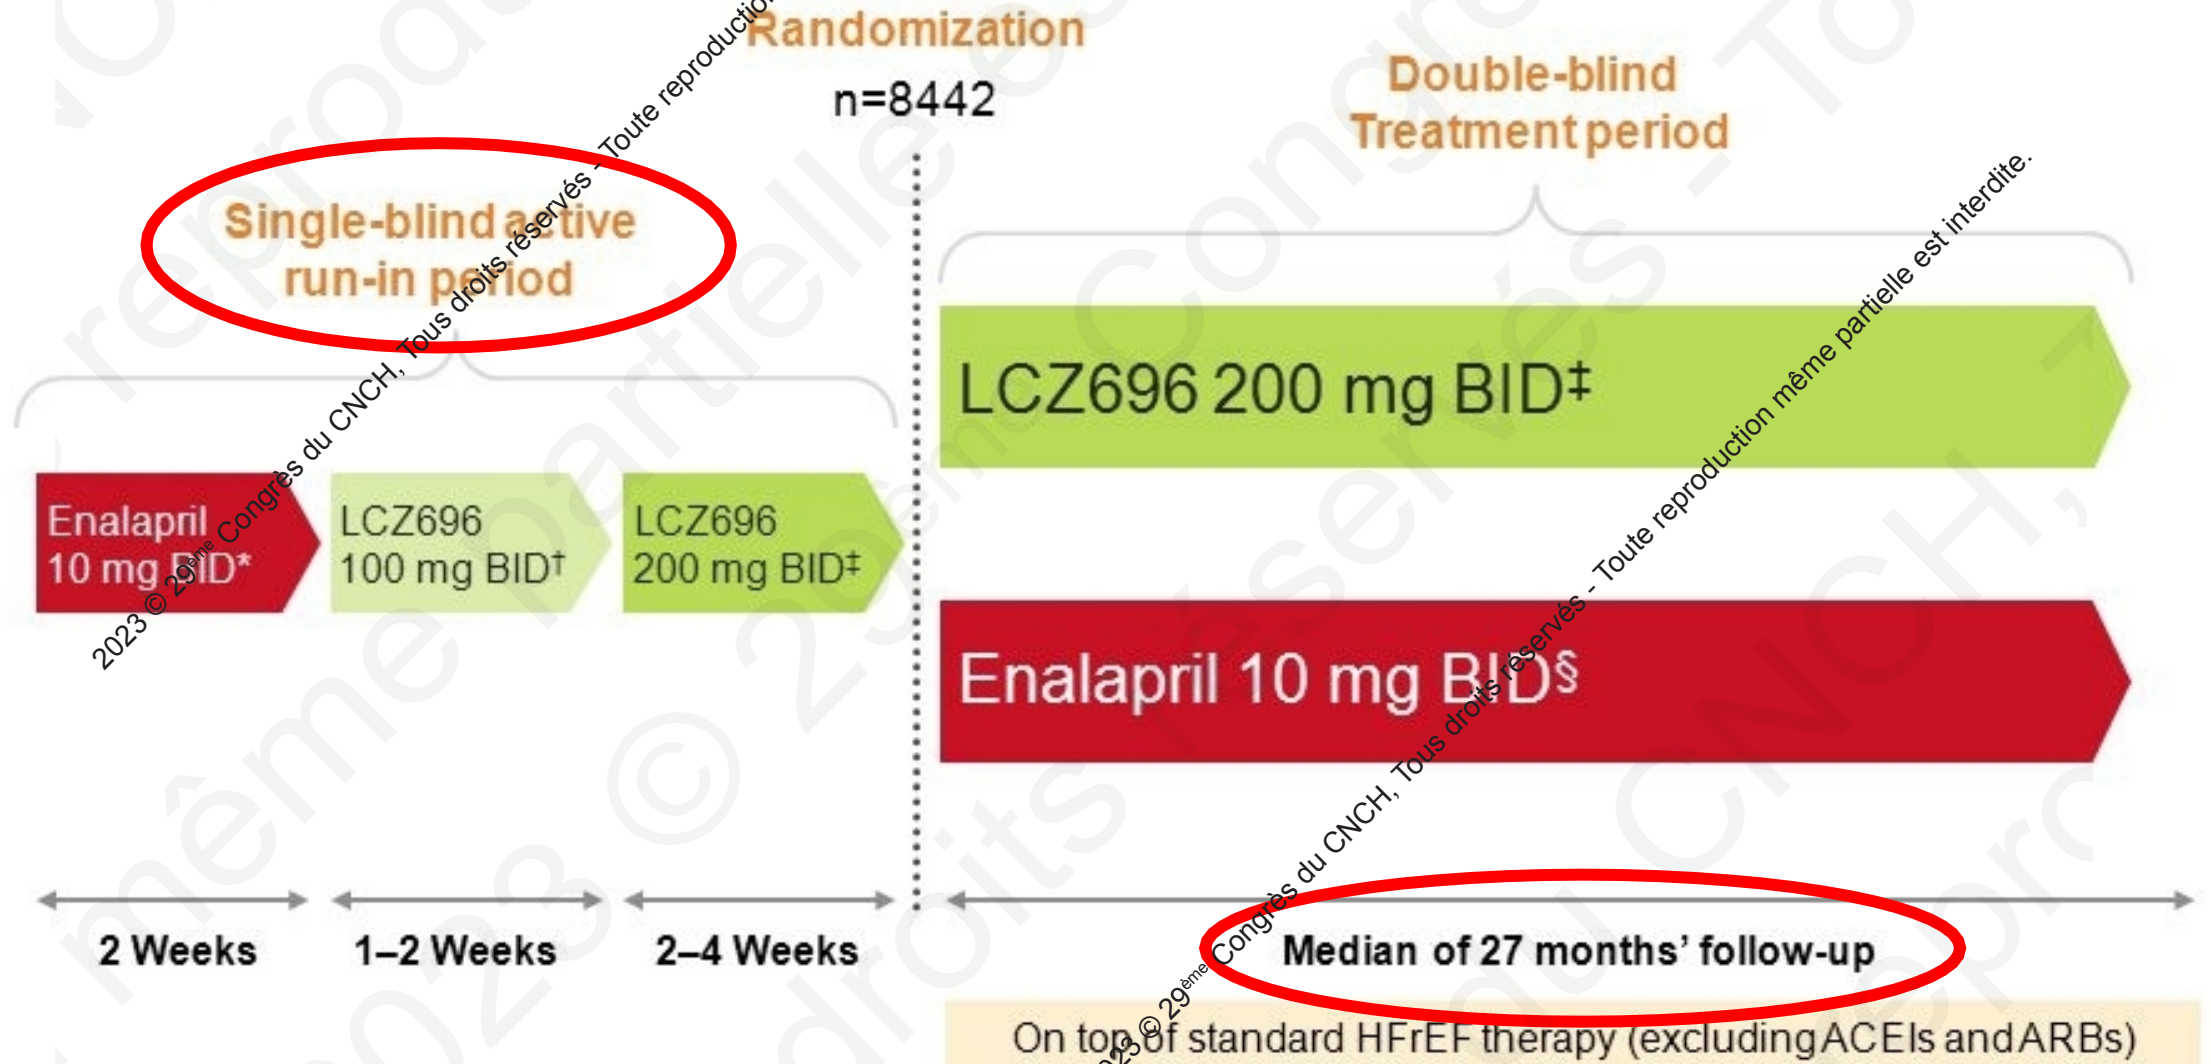 Randomization
n=8442
Double-blind
Treatment period
Single-blind active
run-in period
LCZ696 200 mg BID‡
Enalapril
10 mg BID*
LCZ696
100 mg BID†
LCZ696
200 mg BID‡
Enalapril 10 mg BID§
2 Weeks
1–2 Weeks
2–4 Weeks
Median of 27 months’ follow-up
On top of standard HFrEF therapy (excluding ACEIs and ARBs)
2023 © 29ème Congrès du CNCH, Tous droits réservés - Toute reproduction
© 29ème Congrès du CNCH, Tous droits réservés - Toute reproduction même partielle est interdite.